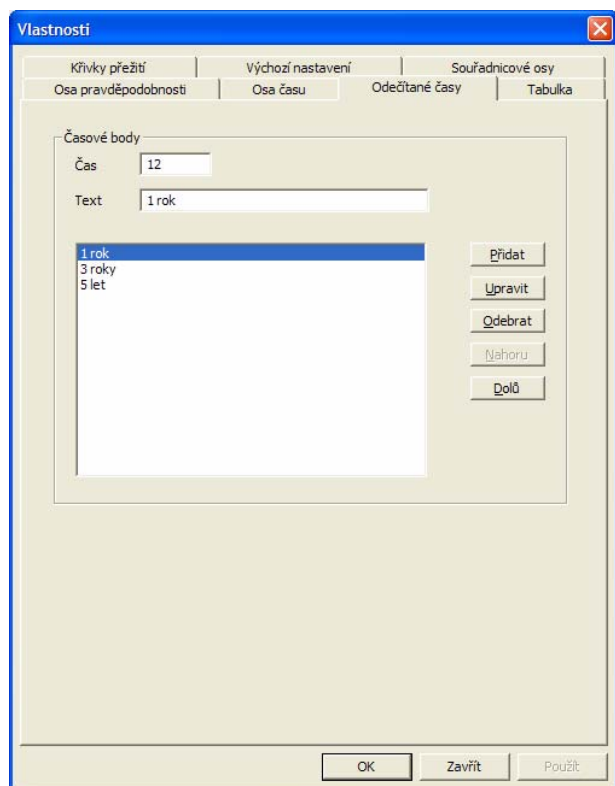 Vlastnosti
Křivky přežití
Výchozí nastavení
Souřadnicové osy
Osa pravděpodobnosti
Osa času
Odečítané časy
Tabulka
Časové body
Čas
12
Text
1 rok
1 rok
3 roky
5 let
Přidat
Upravit
Odebrat
Nahoru
Dolů
OK
Zavřít
Použít